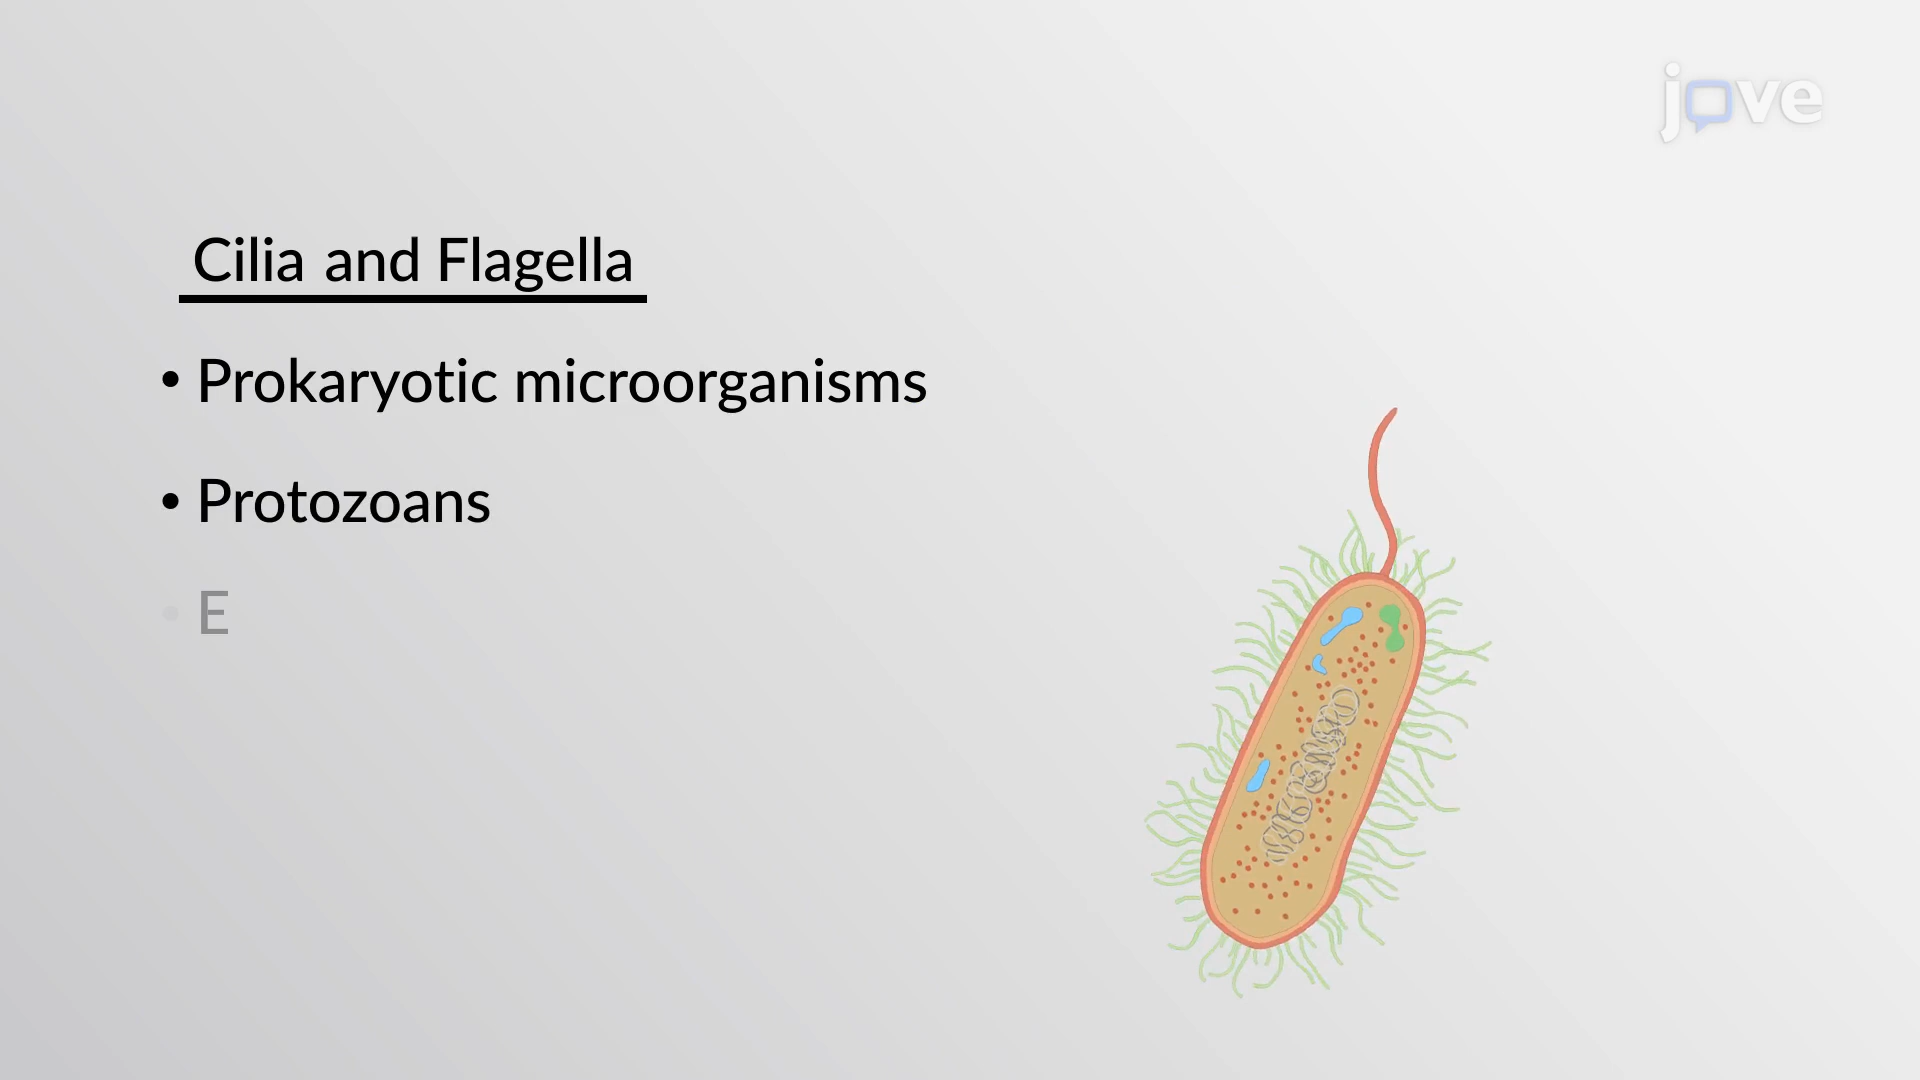 jove
Cilia and Flagella
• Prokaryotic microorganisms
• Protozoans
• E